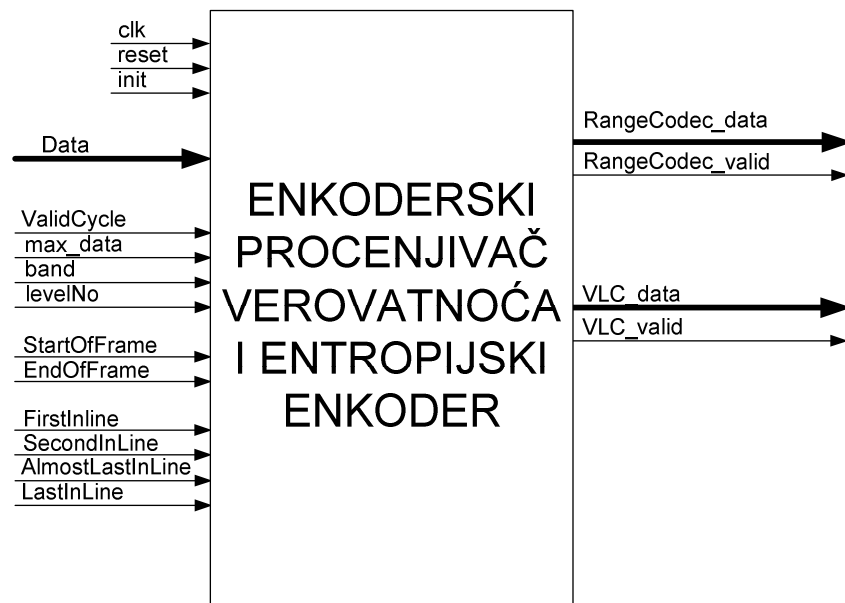 clk
reset
init
Data
ValidCycle
max_data
band
levelNo
StartOfFrame
EndOfFrame
FirstInline
SecondInLine
AlmostLastInLine
LastInLine
ENKODERSKI
PROCENJIVAČ
VEROVATNOĆA
I ENTROPIJSKI
ENKODER
RangeCodec_data
RangeCodec_valid
VLC_data
VLC_valid